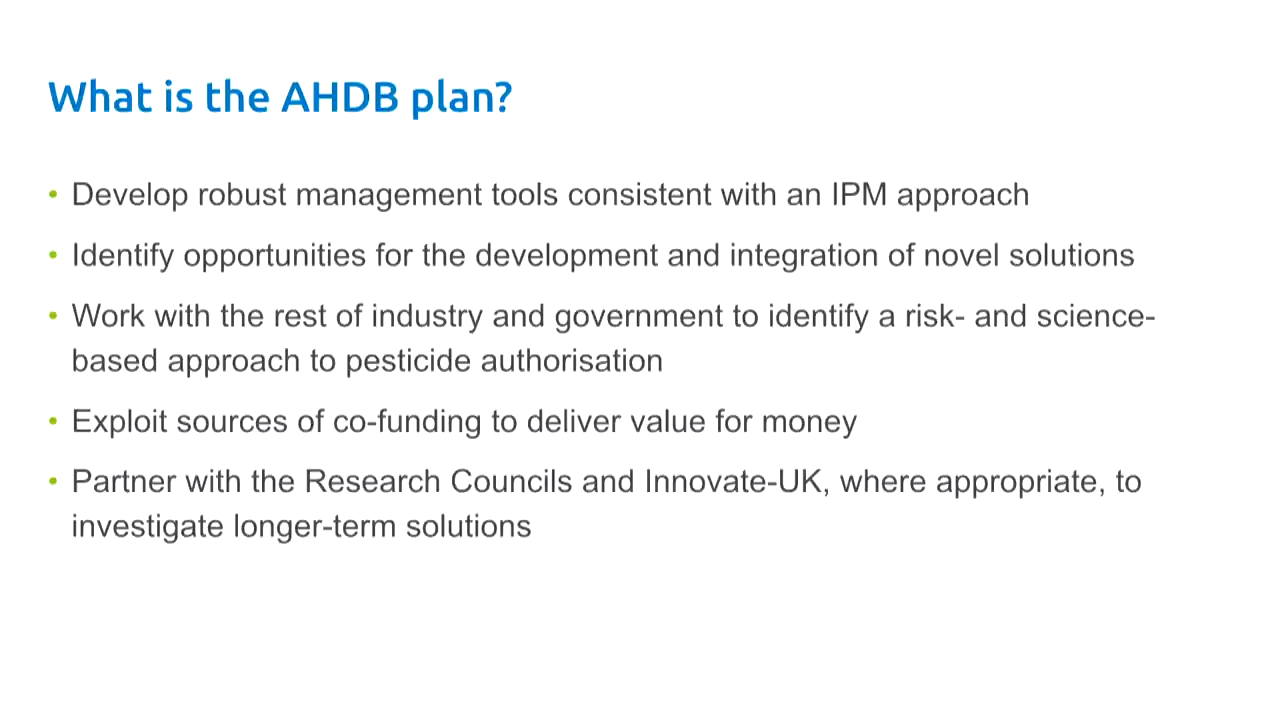 What is the AHDB plan?
• Develop robust management tools consistent with an IPM approach
• Identify opportunities for the development and integration of novel solutions
• Work with the rest of industry and government to identify a risk- and science-
based approach to pesticide authorisation
• Exploit sources of co-funding to deliver value for money
• Partner with the Research Councils and Innovate-UK, where appropriate, to
investigate longer-term solutions